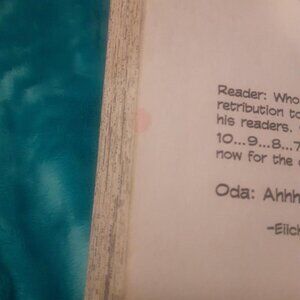 Reader: Who
retribution to
his readers.
10...9...8...7
now for the
Oda: Ahhh
-Eiich